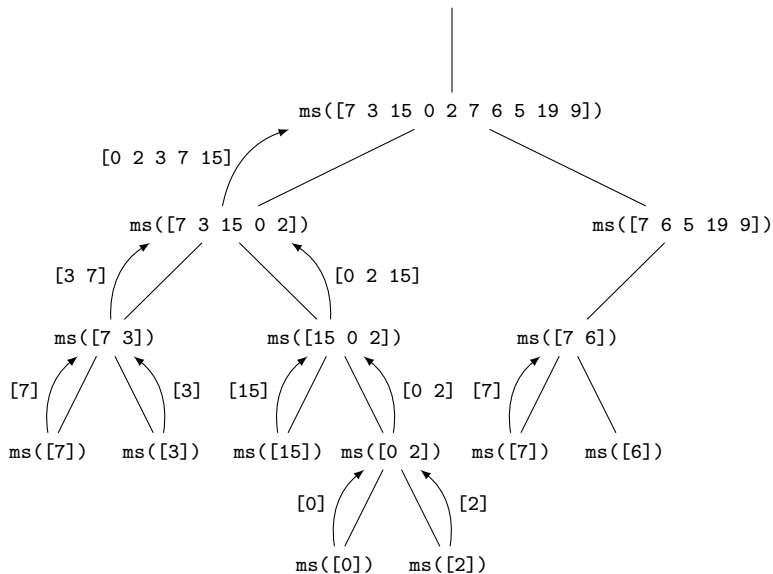 ms([7 3 15 0 2 7 6 5 19 9])
[0 2 3 7 15]
ms([7 3 15 0 2])
ms([7 6 5 19 9])
[3 7]
[0 2 15]
ms([7 3])
ms([15 0 2])
ms([7 6])
[7]
[3]
[15]
[0 2]
[7]
ms([7])
ms([3])
ms([15])
ms([0 2])
ms([7])
ms([6])
[0]
[2]
ms([0])
ms([2])